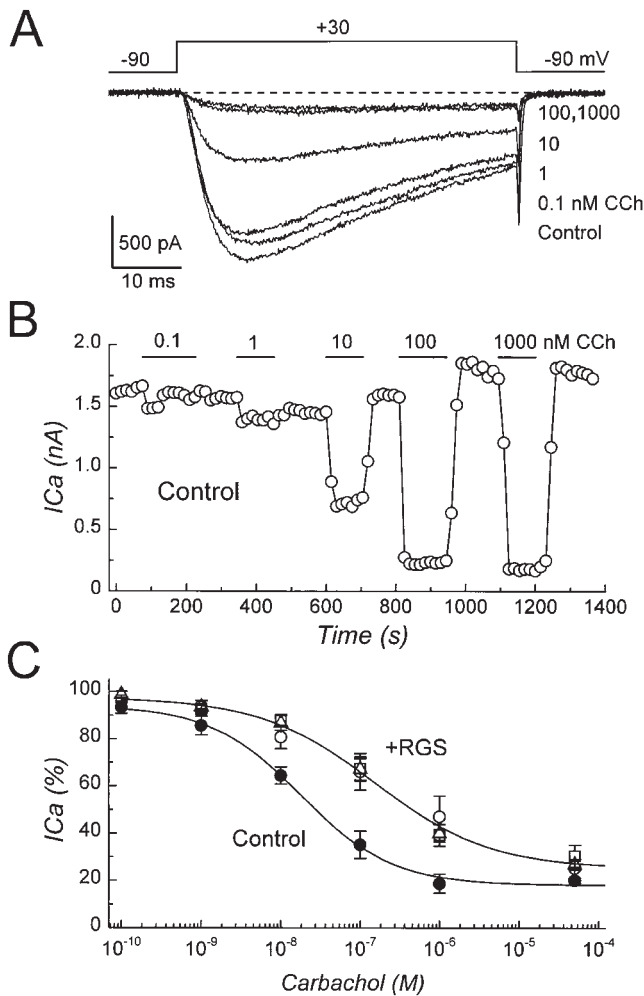 A
+30
-90
-90 mV
100,1000
10
1
0.1 nM CCh
Control
500 pA
10 ms
B
2.0
1.5
1.0
0.5
0
ICa (nA)
0.1
1
10
100
1000 nM CCh
Control
0 200 400 600 800 1000 1200 1400
Time (s)
C
100
80
60
40
20
0
ICa (%)
+RGS
Control
10^-10 10^-9 10^-8 10^-7 10^-6 10^-5 10^-4
Carbachol (M)